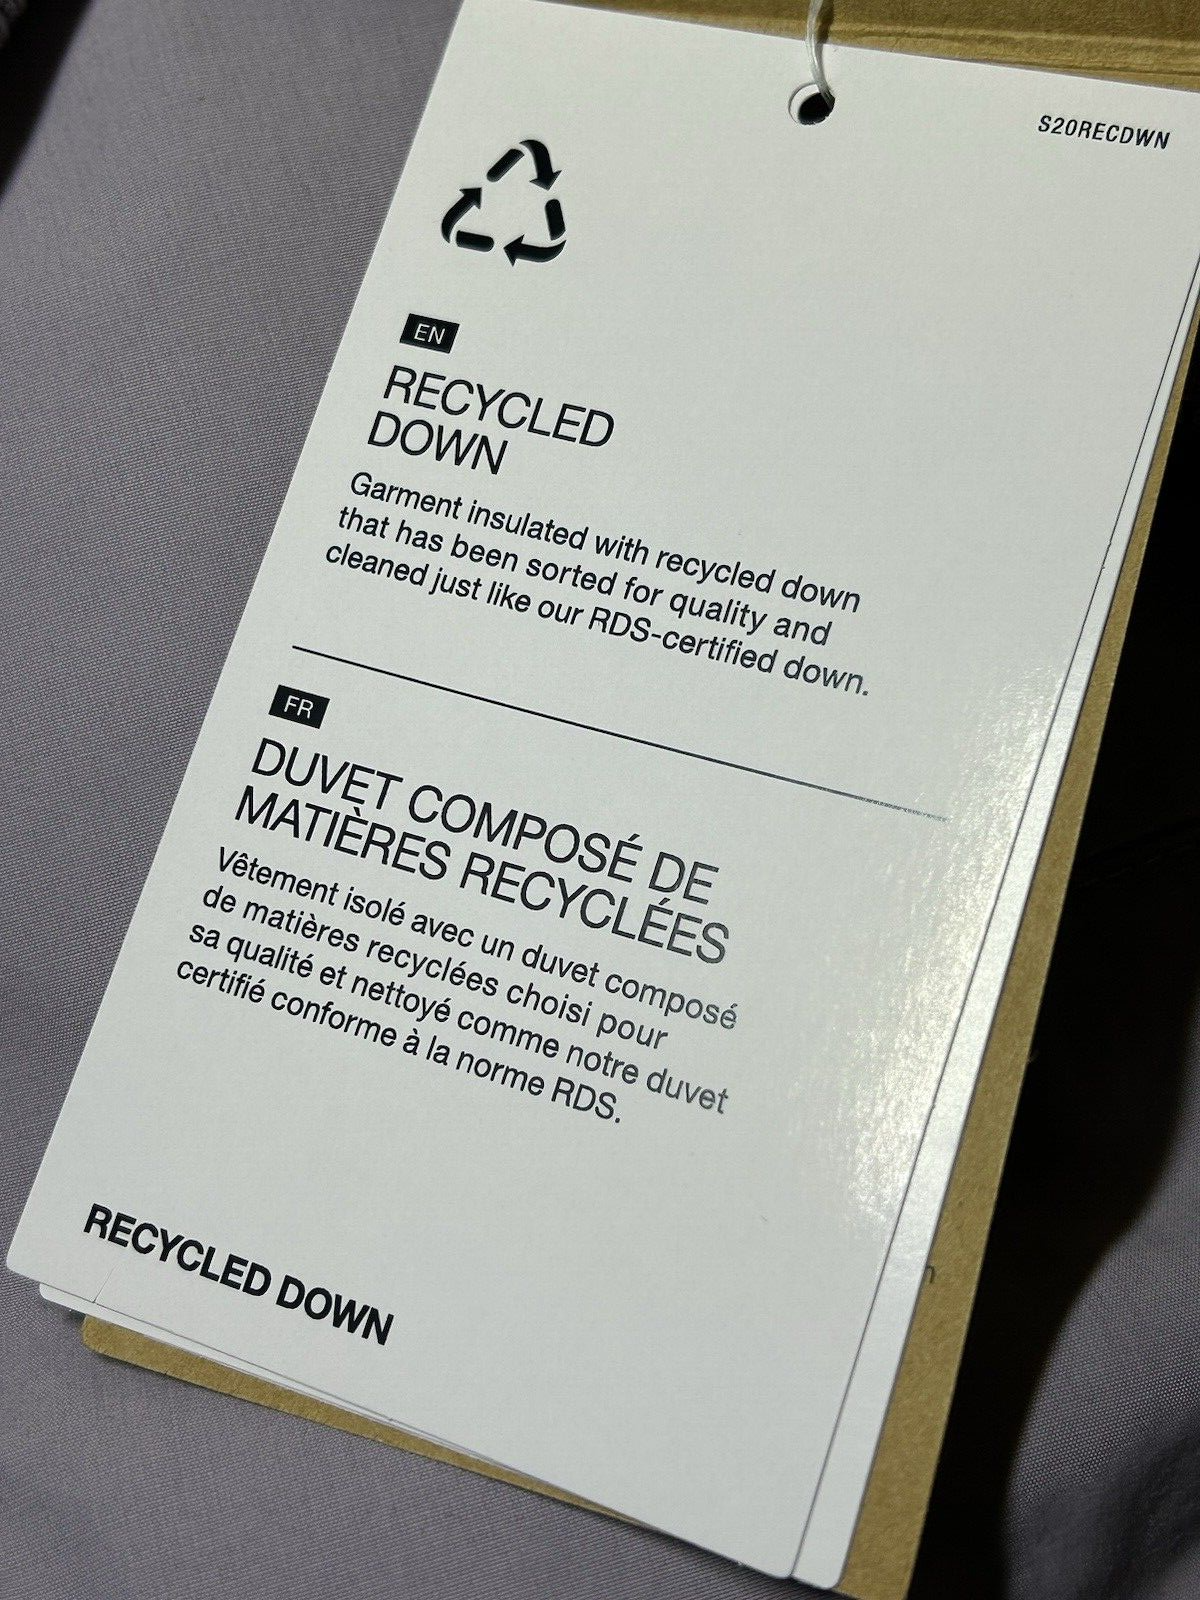 S20RECDWN
EN
RECYCLED
DOWN
Garment insulated with recycled down
that has been sorted for quality and
cleaned just like our RDS-certified down.
FR
DUVET COMPOSÉ DE
MATIÈRES RECYCLÉES
Vêtement isolé avec un duvet composé
de matières recyclées choisi pour
sa qualité et nettoyé comme notre duvet
certifié conforme à la norme RDS.
RECYCLED DOWN